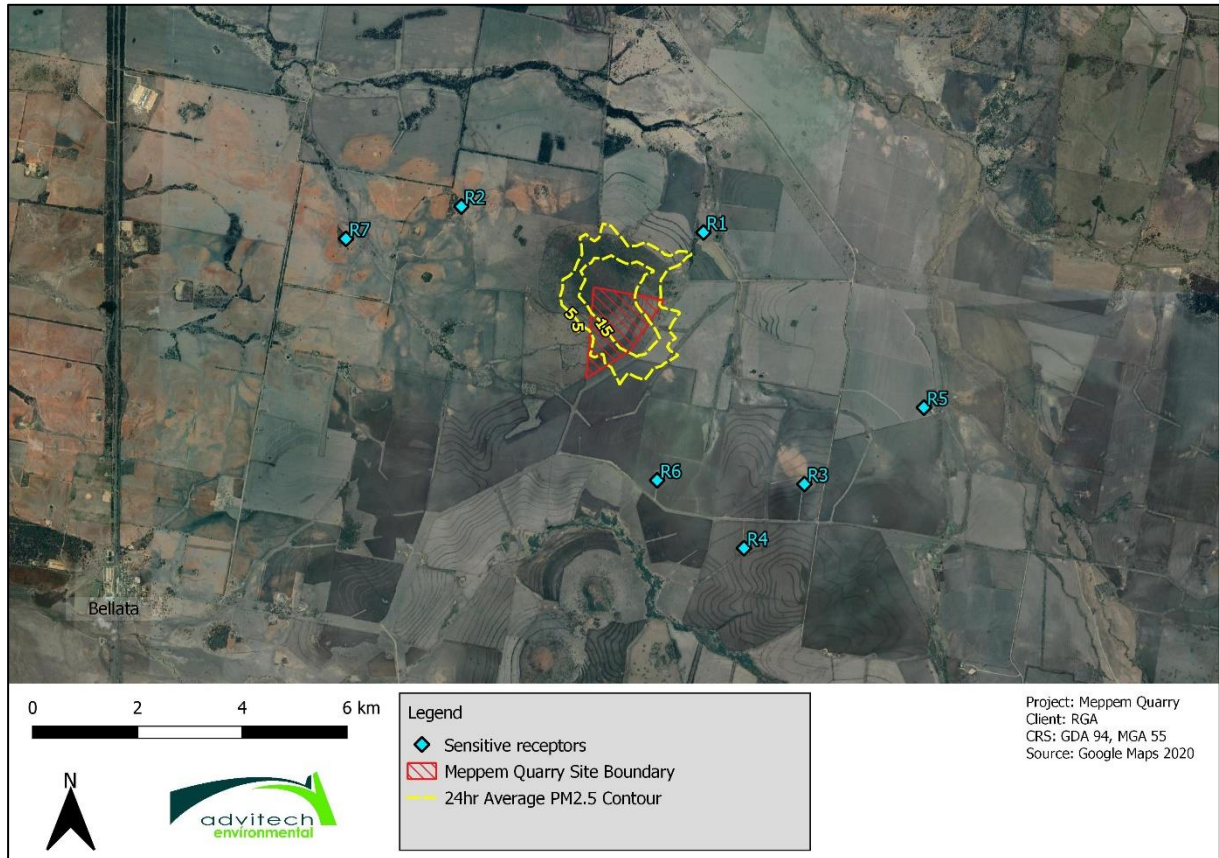 R2
R1
R7
5
5
15
R5
R6
R3
R4
Bellata
0 2 4 6 km
N
advitech
environmental
Legend
Sensitive receptors
Meppem Quarry Site Boundary
24hr Average PM2.5 Contour
Project: Meppem Quarry
Client: RGA
CRS: GDA 94, MGA 55
Source: Google Maps 2020